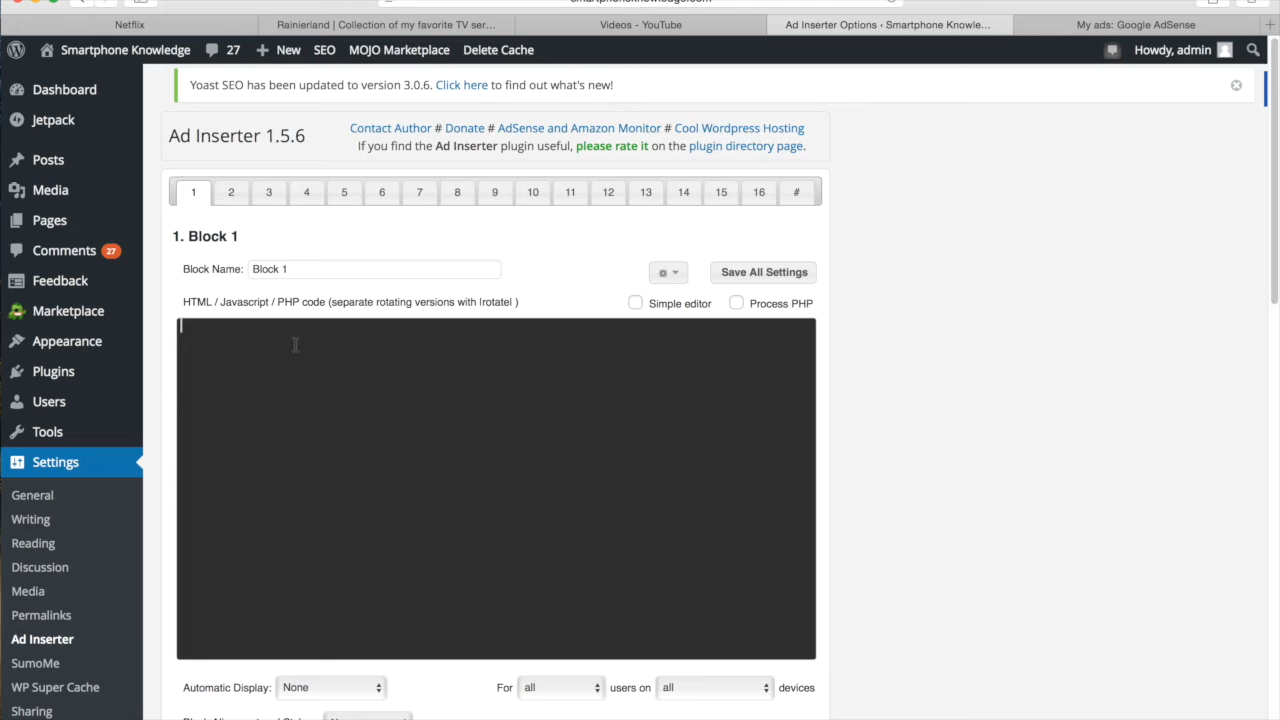 Netflix
Rainierland | Collection of my favorite TV ser...
Videos - YouTube
Ad Inserter Options ‹ Smartphone Knowle...
My ads: Google AdSense
Smartphone Knowledge
27
New
SEO
MOJO Marketplace
Delete Cache
Howdy, admin
Dashboard
Jetpack
Posts
Media
Pages
Comments 27
Feedback
Marketplace
Appearance
Plugins
Users
Tools
Settings
General
Writing
Reading
Discussion
Media
Permalinks
Ad Inserter
SumoMe
WP Super Cache
Sharing
Yoast SEO has been updated to version 3.0.6. Click here to find out what's new!
Ad Inserter 1.5.6
Contact Author # Donate # AdSense and Amazon Monitor # Cool Wordpress Hosting
If you find the Ad Inserter plugin useful, please rate it on the plugin directory page.
1 2 3 4 5 6 7 8 9 10 11 12 13 14 15 16 #
1. Block 1
Block Name: Block 1
Save All Settings
HTML / Javascript / PHP code (separate rotating versions with |rotate| )
Simple editor
Process PHP
Automatic Display: None
For all users on all devices